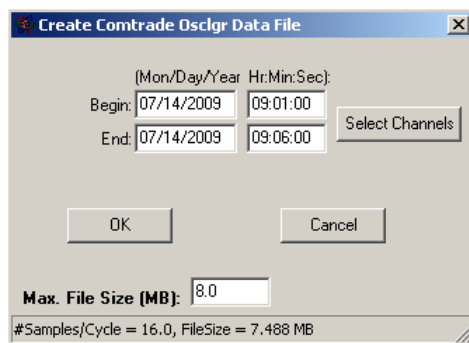 Create Comtrade Osclgr Data File
(Mon/Day/Year Hr:Min:Sec):
Begin: 07/14/2009 09:01:00
End: 07/14/2009 09:06:00
Select Channels
OK Cancel
Max. File Size (MB): 8.0
#Samples/Cycle = 16.0, FileSize = 7.488 MB